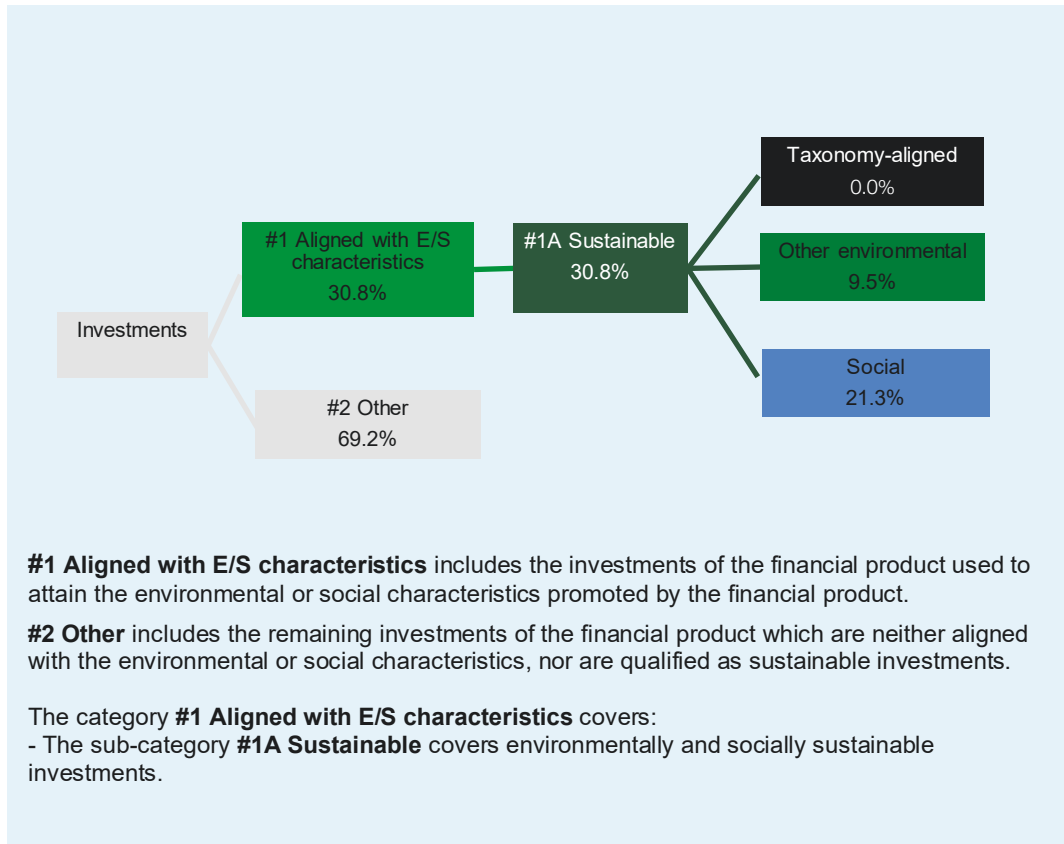 Taxonomy-aligned
0.0%
#1 Aligned with E/S
characteristics
30.8%
#1A Sustainable
30.8%
Other environmental
9.5%
Investments
Social
21.3%
#2 Other
69.2%
#1 Aligned with E/S characteristics includes the investments of the financial product used to
attain the environmental or social characteristics promoted by the financial product.
#2 Other includes the remaining investments of the financial product which are neither aligned
with the environmental or social characteristics, nor are qualified as sustainable investments.
The category #1 Aligned with E/S characteristics covers:
- The sub-category #1A Sustainable covers environmentally and socially sustainable
investments.